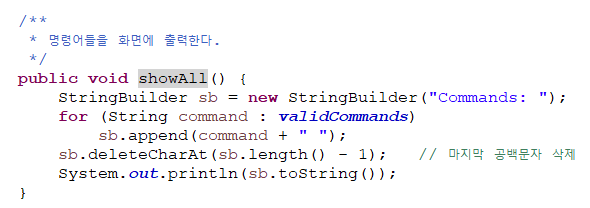 /**
 * 명령어들을 화면에 출력한다.
 */
public void showAll() {
    StringBuilder sb = new StringBuilder("Commands: ");
    for (String command : validCommands)
        sb.append(command + " ");
    sb.deleteCharAt(sb.length() - 1);   // 마지막 공백문자 삭제
    System.out.println(sb.toString());
}